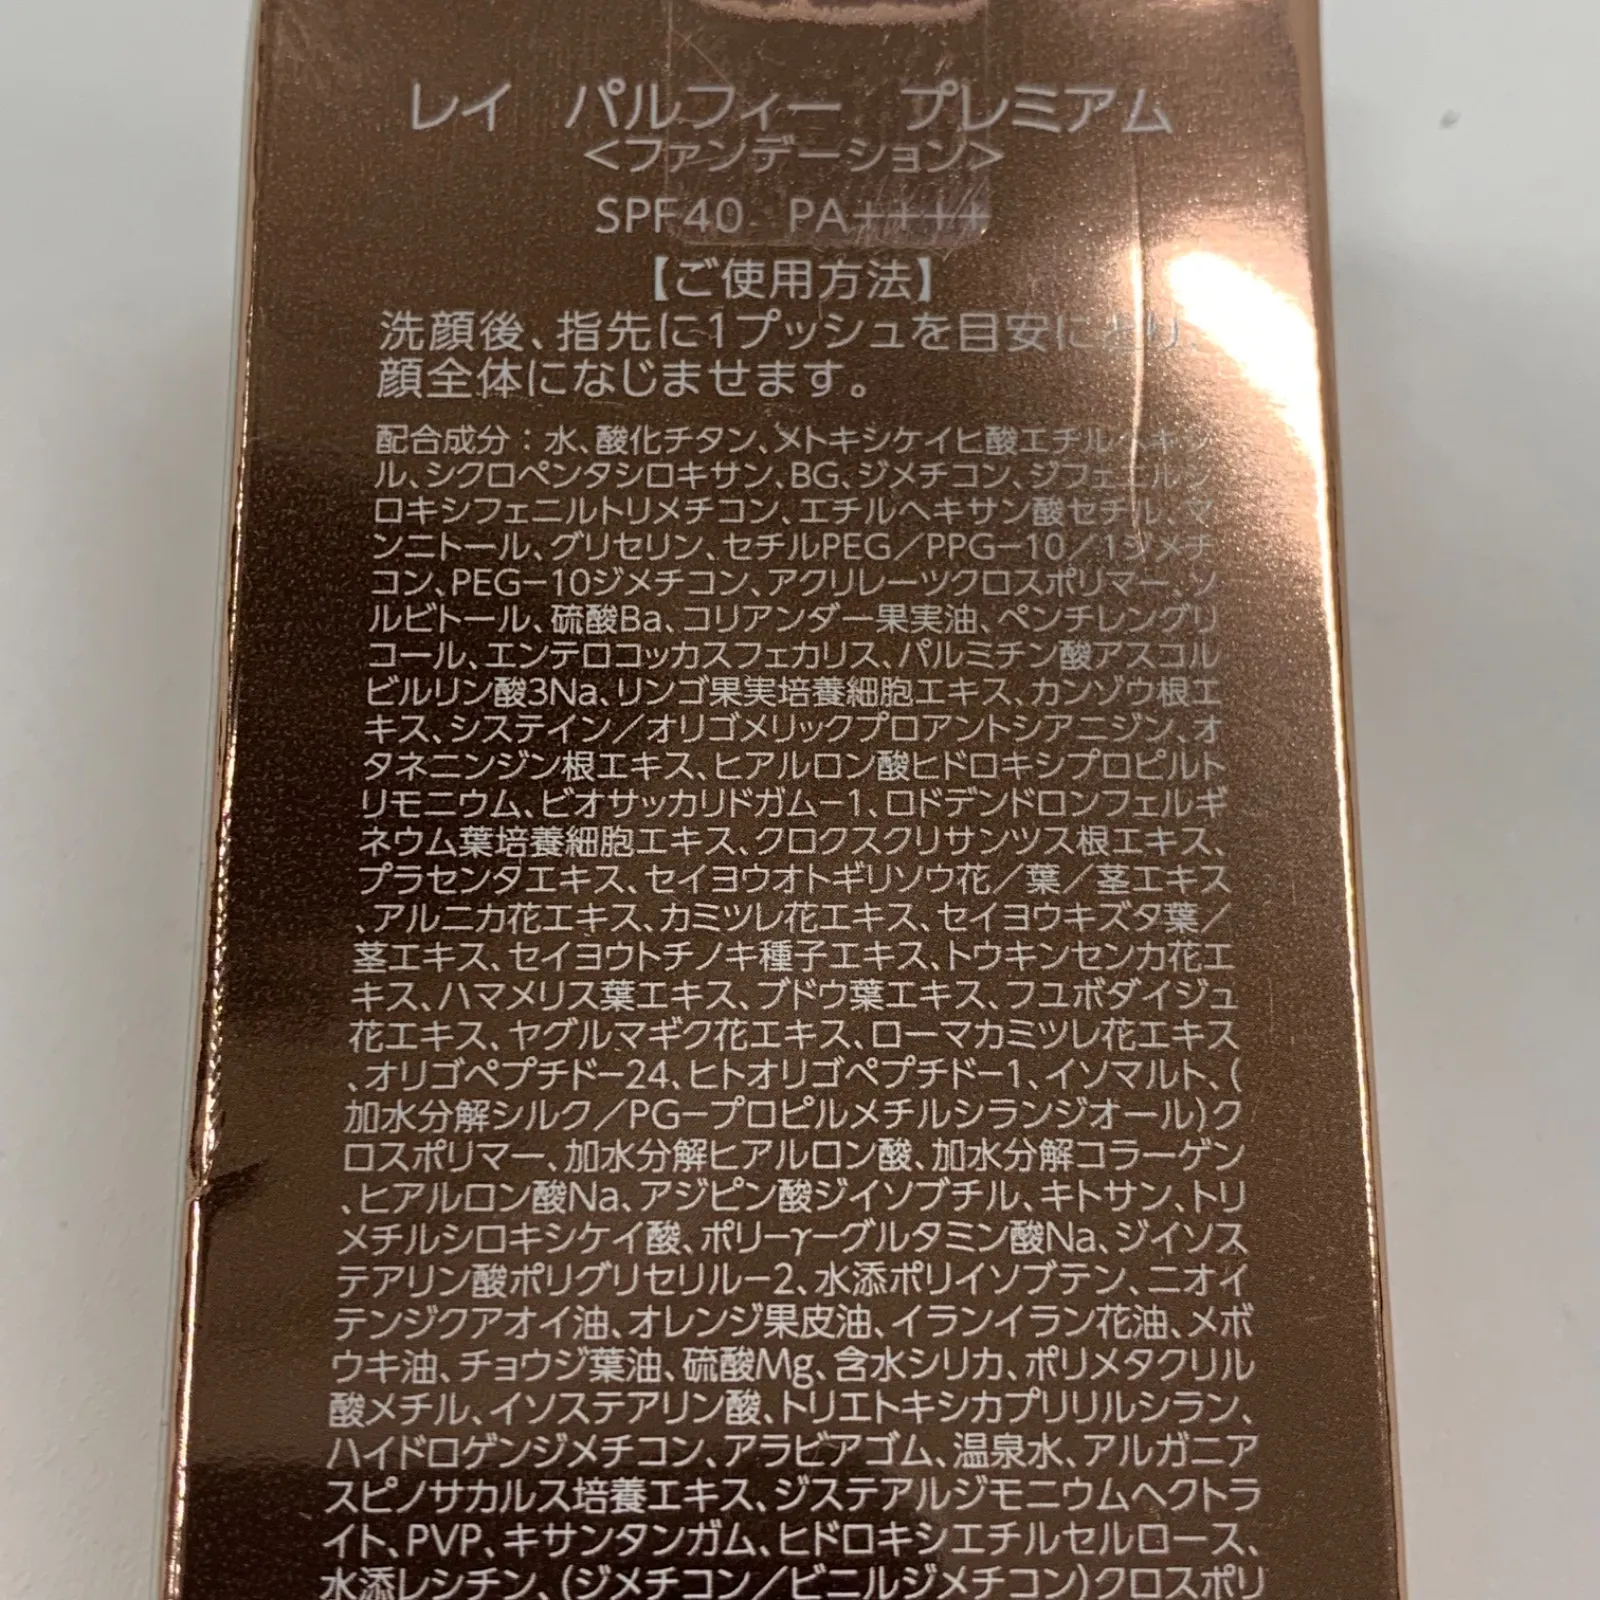 レイ パルフィー プレミアム
<ファンデーション>
SPF40 PA++++
【ご使用方法】
洗顔後、指先に1プッシュを目安にとり、
顔全体になじませます。
配合成分：水、酸化チタン、メトキシケイヒ酸エチルヘキシ
ル、シクロペンタシロキサン、BG、ジメチコン、ジフェニルシ
ロキシフェニルトリメチコン、エチルヘキサン酸セチル、マ
ンニトール、グリセリン、セチルPEG／PPG−10／1ジメチ
コン、PEG−10ジメチコン、アクリレーツクロスポリマー、ソ
ルビトール、硫酸Ba、コリアンダー果実油、ペンチレングリ
コール、エンテロコッカスフェカリス、パルミチン酸アスコル
ビルリン酸3Na、リンゴ果実培養細胞エキス、カンゾウ根エ
キス、システイン／オリゴメリックプロアントシアニジン、オ
タネニンジン根エキス、ヒアルロン酸ヒドロキシプロピルト
リモニウム、ビオサッカリドガム−1、ロドデンドロンフェルギ
ネウム葉培養細胞エキス、クロクスクリサンツス根エキス、
プラセンタエキス、セイヨウオトギリソウ花／葉／茎エキス
、アルニカ花エキス、カミツレ花エキス、セイヨウキズタ葉／
茎エキス、セイヨウトチノキ種子エキス、トウキンセンカ花エ
キス、ハマメリス葉エキス、ブドウ葉エキス、フユボダイジュ
花エキス、ヤグルマギク花エキス、ローマカミツレ花エキス
、オリゴペプチド−24、ヒトオリゴペプチド−1、イソマルト、(
加水分解シルク／PG−プロピルメチルシランジオール)ク
ロスポリマー、加水分解ヒアルロン酸、加水分解コラーゲン
、ヒアルロン酸Na、アジピン酸ジイソブチル、キトサン、トリ
メチルシロキシケイ酸、ポリ−γ−グルタミン酸Na、ジイソス
テアリン酸ポリグリセリル−2、水添ポリイソブテン、ニオイ
テンジクアオイ油、オレンジ果皮油、イランイラン花油、メボ
ウキ油、チョウジ葉油、硫酸Mg、含水シリカ、ポリメタクリル
酸メチル、イソステアリン酸、トリエトキシカプリリルシラン、
ハイドロゲンジメチコン、アラビアゴム、温泉水、アルガニア
スピノサカルス培養エキス、ジステアルジモニウムヘクトラ
イト、PVP、キサンタンガム、ヒドロキシエチルセルロース、
水添レシチン、(ジメチコン／ビニルジメチコン)クロスポリ